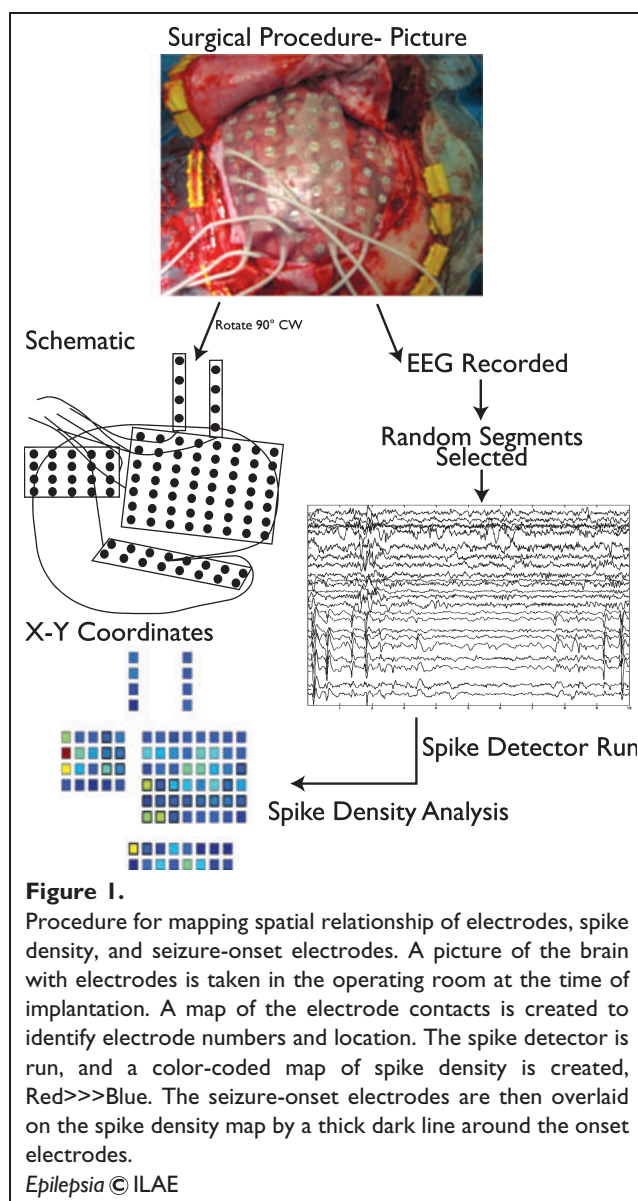 Surgical Procedure- Picture
Rotate 90° CW
Schematic
EEG Recorded
Random Segments
Selected
X-Y Coordinates
Spike Detector Run
Spike Density Analysis
Figure 1.
Procedure for mapping spatial relationship of electrodes, spike
density, and seizure-onset electrodes. A picture of the brain
with electrodes is taken in the operating room at the time of
implantation. A map of the electrode contacts is created to
identify electrode numbers and location. The spike detector is
run, and a color-coded map of spike density is created,
Red>>>Blue. The seizure-onset electrodes are then overlaid
on the spike density map by a thick dark line around the onset
electrodes.
Epilepsia © ILAE